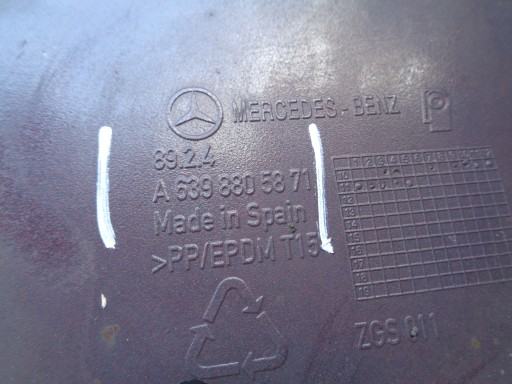 MERCEDES-BENZ
89.2.4
A 639 880 58 71
Made in Spain
>PP/EPDM T15
ZGS 011